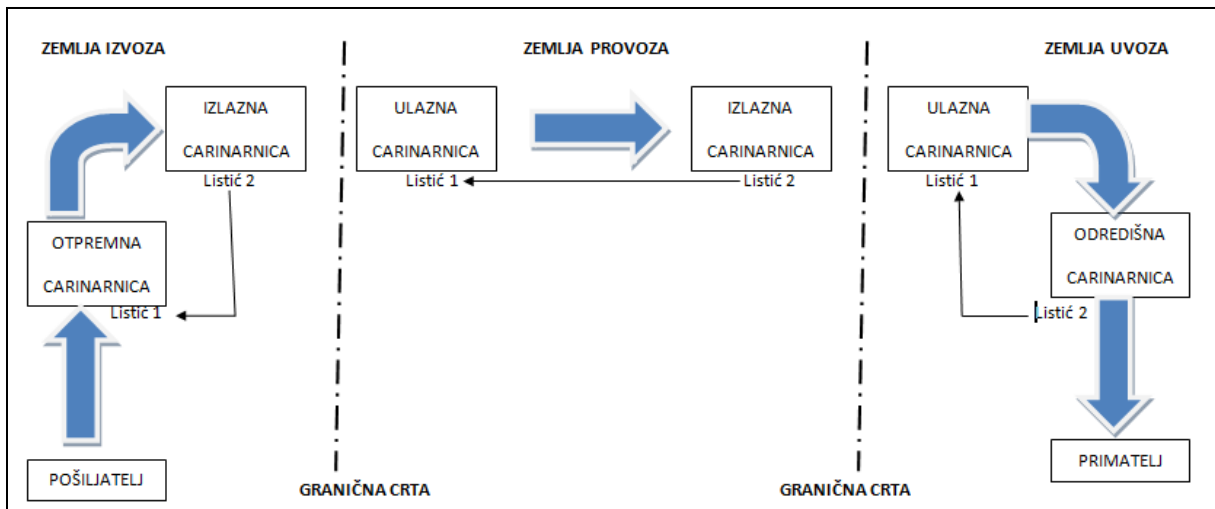 ZEMLJA IZVOZA
ZEMLJA PROVOZA
ZEMLJA UVOZA
IZLAZNA
CARINARNICA
Listić 2
ULAZNA
CARINARNICA
Listić 1
IZLAZNA
CARINARNICA
Listić 2
ULAZNA
CARINARNICA
Listić 1
OTPREMNA
CARINARNICA
Listić 1
ODREDIŠNA
CARINARNICA
Listić 2
POŠILJATELJ
PRIMATELJ
GRANIČNA CRTA
GRANIČNA CRTA